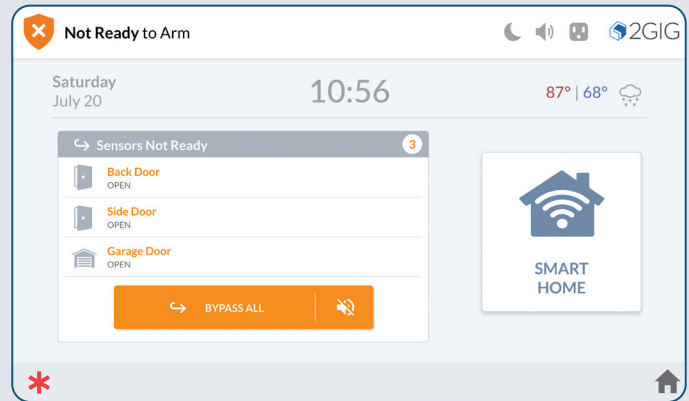 Not Ready to Arm
2GIG
Saturday
July 20
10:56
87° | 68°
Sensors Not Ready
3
Back Door
OPEN
Side Door
OPEN
Garage Door
OPEN
BYPASS ALL
SMART
HOME